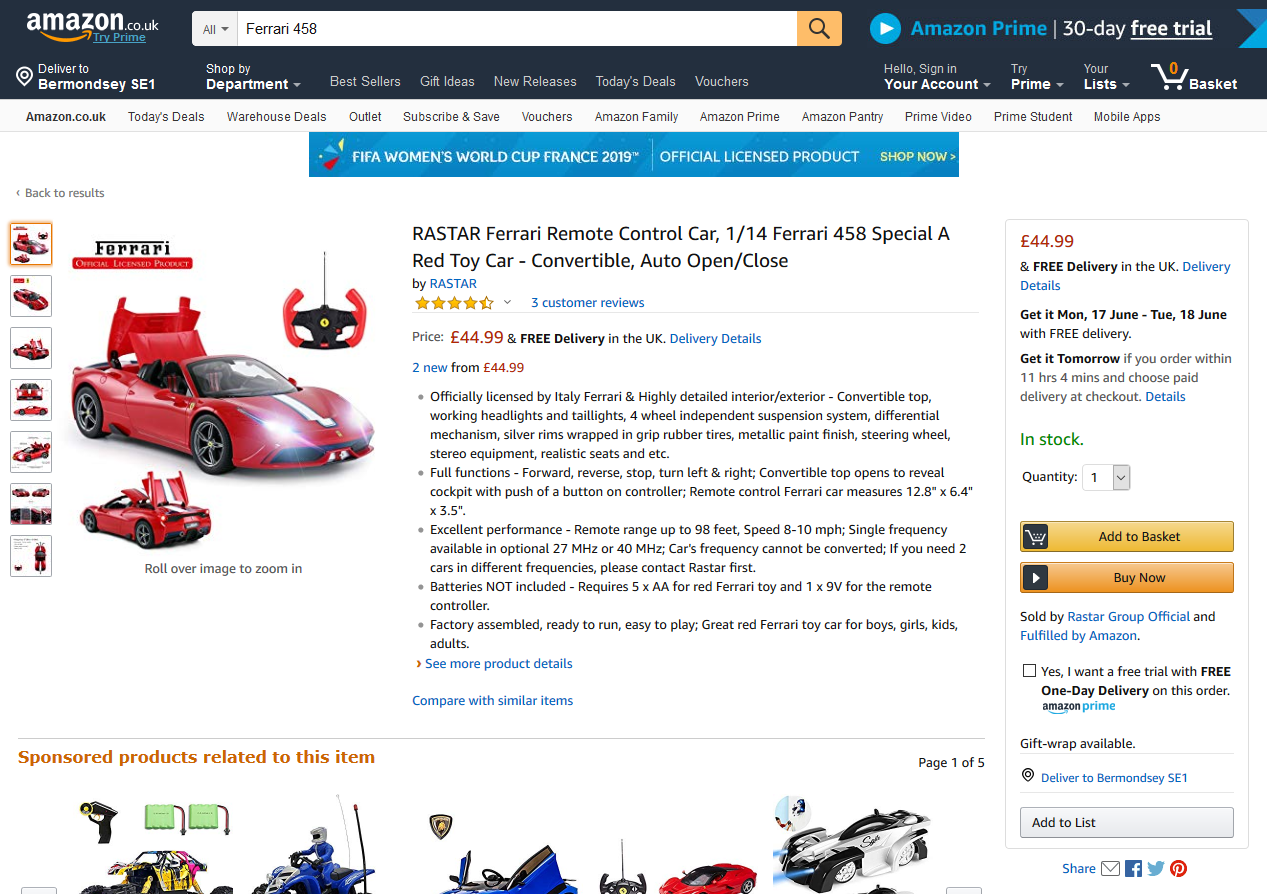 amazon.co.uk
Try Prime
All
Ferrari 458
Amazon Prime | 30-day free trial
Deliver to
Bermondsey SE1
Shop by
Department
Best Sellers
Gift Ideas
New Releases
Today's Deals
Vouchers
Hello, Sign in
Your Account
Try
Prime
Your
Lists
0
Basket
Amazon.co.uk
Today's Deals
Warehouse Deals
Outlet
Subscribe & Save
Vouchers
Amazon Family
Amazon Prime
Amazon Pantry
Prime Video
Prime Student
Mobile Apps
FIFA WOMEN'S WORLD CUP FRANCE 2019™
OFFICIAL LICENSED PRODUCT
SHOP NOW >
‹ Back to results
Ferrari
OFFICIAL LICENSED PRODUCT
Roll over image to zoom in
RASTAR Ferrari Remote Control Car, 1/14 Ferrari 458 Special A
Red Toy Car - Convertible, Auto Open/Close
by RASTAR
3 customer reviews
Price: £44.99 & FREE Delivery in the UK. Delivery Details
2 new from £44.99
Officially licensed by Italy Ferrari & Highly detailed interior/exterior - Convertible top,
working headlights and taillights, 4 wheel independent suspension system, differential
mechanism, silver rims wrapped in grip rubber tires, metallic paint finish, steering wheel,
stereo equipment, realistic seats and etc.
Full functions - Forward, reverse, stop, turn left & right; Convertible top opens to reveal
cockpit with push of a button on controller; Remote control Ferrari car measures 12.8" x 6.4"
x 3.5".
Excellent performance - Remote range up to 98 feet, Speed 8-10 mph; Single frequency
available in optional 27 MHz or 40 MHz; Car's frequency cannot be converted; If you need 2
cars in different frequencies, please contact Rastar first.
Batteries NOT included - Requires 5 x AA for red Ferrari toy and 1 x 9V for the remote
controller.
Factory assembled, ready to run, easy to play; Great red Ferrari toy car for boys, girls, kids,
adults.
› See more product details
Compare with similar items
£44.99
& FREE Delivery in the UK. Delivery
Details
Get it Mon, 17 June - Tue, 18 June
with FREE delivery.
Get it Tomorrow if you order within
11 hrs 4 mins and choose paid
delivery at checkout. Details
In stock.
Quantity: 1
Add to Basket
Buy Now
Sold by Rastar Group Official and
Fulfilled by Amazon.
Yes, I want a free trial with FREE
One-Day Delivery on this order.
amazon prime
Gift-wrap available.
Deliver to Bermondsey SE1
Add to List
Share
Sponsored products related to this item
Page 1 of 5